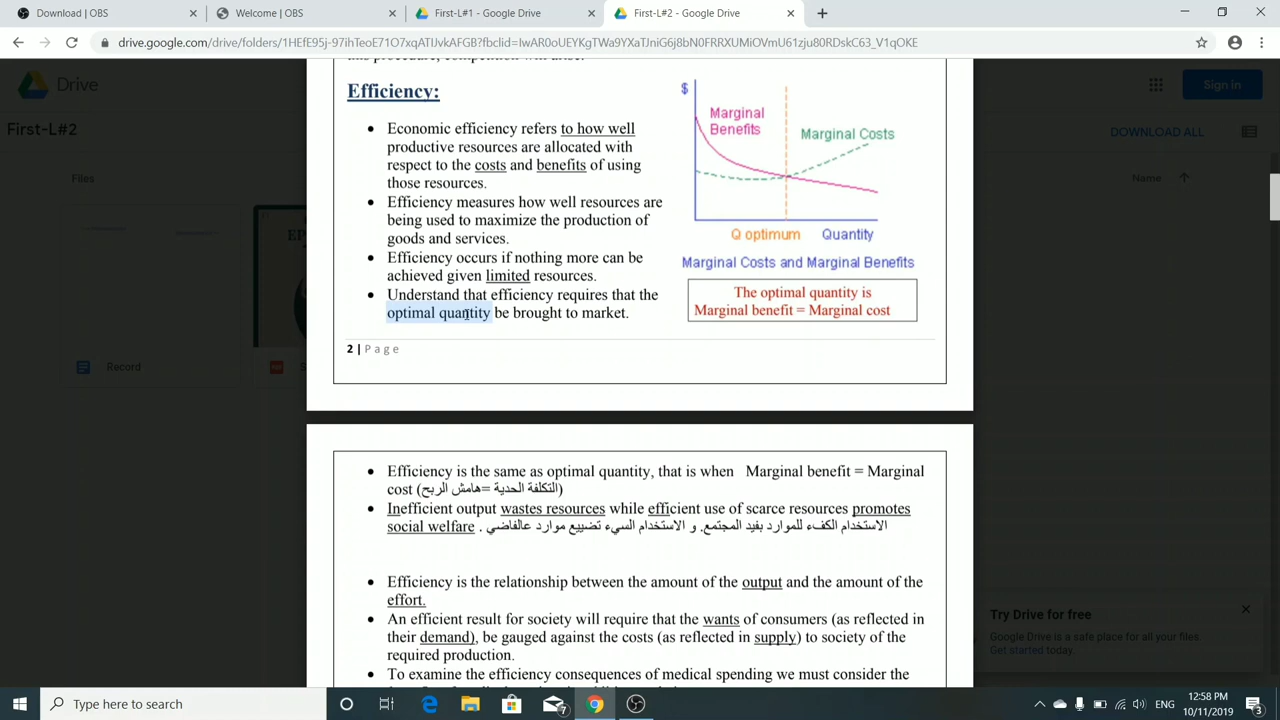 Download | OBS
Welcome | OBS
First-L#1 - Google Drive
First-L#2 - Google Drive
drive.google.com/drive/folders/1HEfE95j-97ihTeoE71O7xqATIJvkAFGB?fbclid=IwAR0oUEYKgTWa9YXaTJniG6j8bN0FRRXUMiOVmU61zju80RDskC63_V1qOKE
Drive
Sign in
First-L#2
DOWNLOAD ALL
Files
Name
Record
Efficiency:
Economic efficiency refers to how well
productive resources are allocated with
respect to the costs and benefits of using
those resources.
Efficiency measures how well resources are
being used to maximize the production of
goods and services.
Efficiency occurs if nothing more can be
achieved given limited resources.
Understand that efficiency requires that the
optimal quantity be brought to market.
$
Marginal
Benefits
Marginal Costs
Q optimum Quantity
Marginal Costs and Marginal Benefits
The optimal quantity is
Marginal benefit = Marginal cost
2 | Page
Efficiency is the same as optimal quantity, that is when Marginal benefit = Marginal
cost (التكلفة الحدية =هامش الربح)
Inefficient output wastes resources while efficient use of scarce resources promotes
social welfare . الاستخدام الكفء للموارد بفيد المجتمع. و الاستخدام السيء تضييع موارد عالفاضي
Efficiency is the relationship between the amount of the output and the amount of the
effort.
An efficient result for society will require that the wants of consumers (as reflected in
their demand), be gauged against the costs (as reflected in supply) to society of the
required production.
To examine the efficiency consequences of medical spending we must consider the
Try Drive for free
Google Drive is a safe place for all your files
Get started today.
Type here to search
7
ENG
12:58 PM
10/11/2019
3